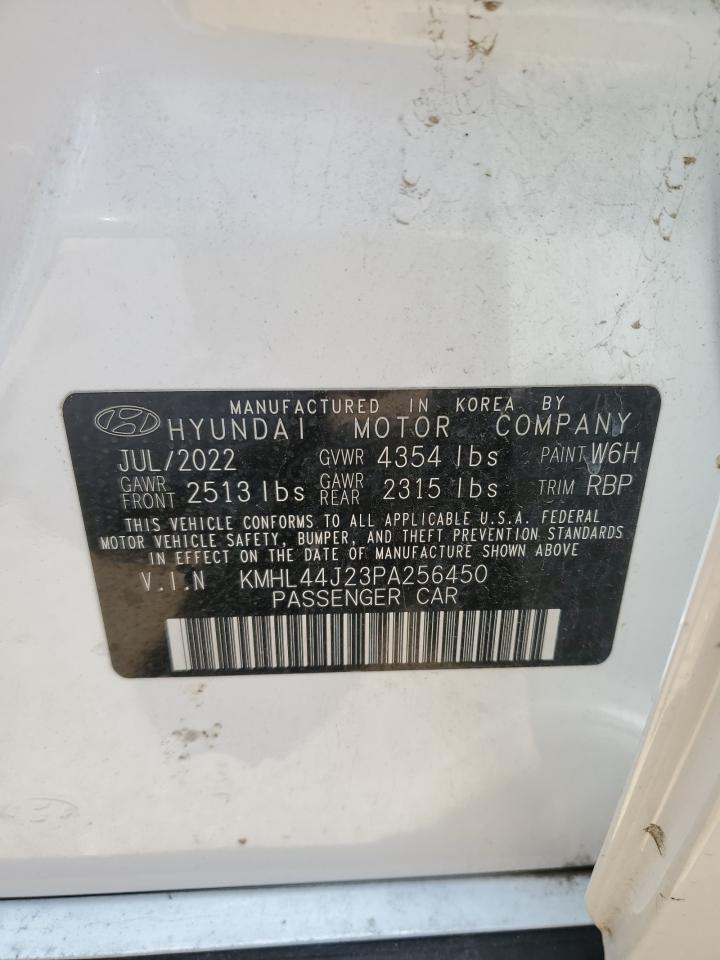 MANUFACTURED IN KOREA BY
HYUNDAI MOTOR COMPANY
JUL/2022 GVWR 4354 lbs PAINT W6H
GAWR FRONT 2513 lbs GAWR REAR 2315 lbs TRIM RBP
THIS VEHICLE CONFORMS TO ALL APPLICABLE U.S.A. FEDERAL
MOTOR VEHICLE SAFETY, BUMPER, AND THEFT PREVENTION STANDARDS
IN EFFECT ON THE DATE OF MANUFACTURE SHOWN ABOVE
V.I.N KMHL44J23PA256450
PASSENGER CAR